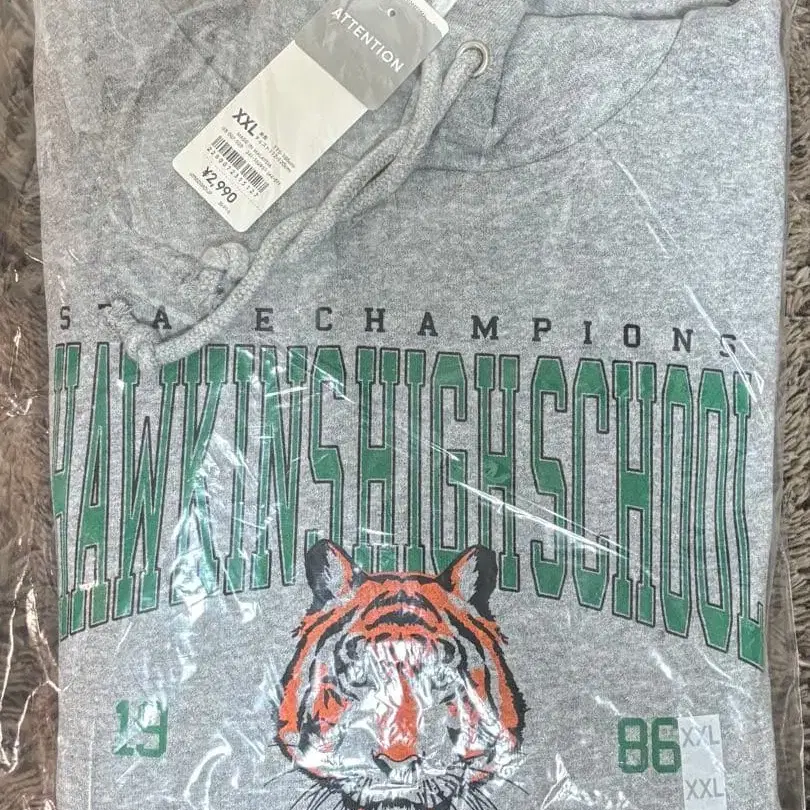 ATTENTION
XXL
¥2,990
STATE CHAMPIONS
HAWKINS HIGH SCHOOL
19 86
XXL
XXL